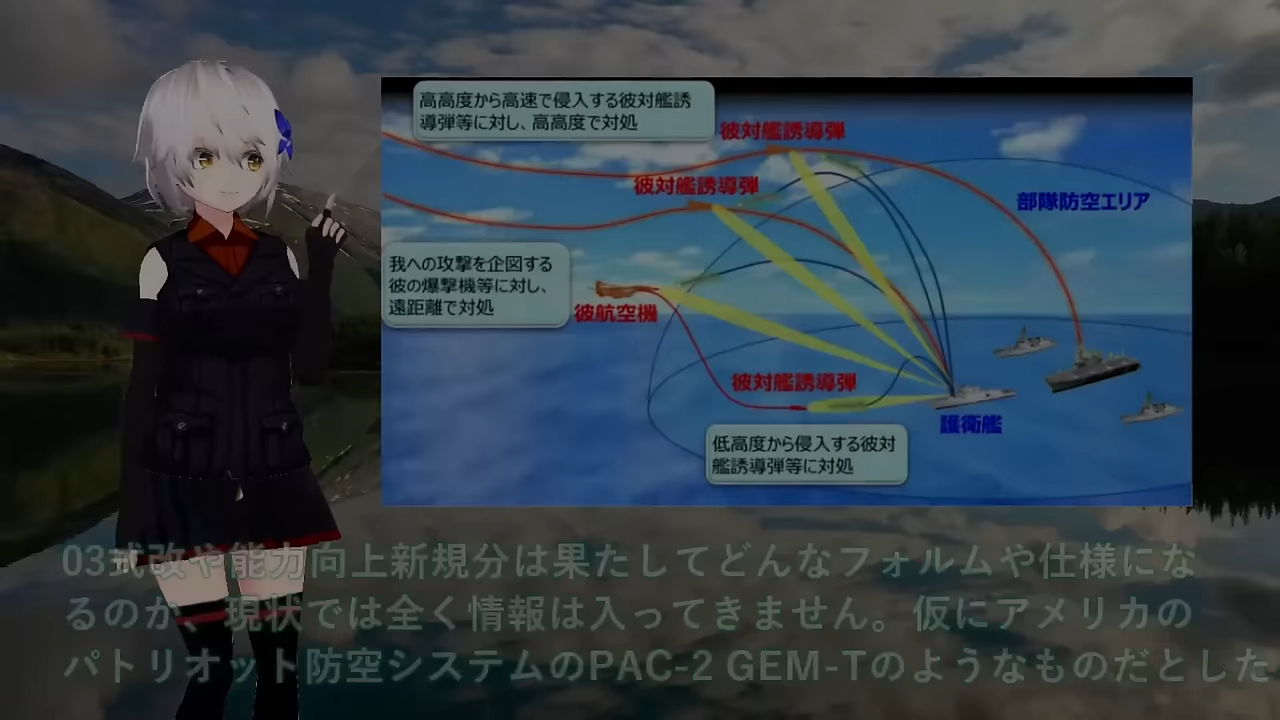 高高度から高速で侵入する彼対艦誘
導弾等に対し、高高度で対処
彼対艦誘導弾
彼対艦誘導弾
部隊防空エリア
我への攻撃を企図する
彼の爆撃機等に対し、
遠距離で対処
彼航空機
彼対艦誘導弾
護衛艦
低高度から侵入する彼対
艦誘導弾等に対処
03式改や能力向上新規分は果たしてどんなフォルムや仕様にな
るのか、現状では全く情報は入ってきません。仮にアメリカの
パトリオット防空システムのPAC-2 GEM-Tのようなものだとした